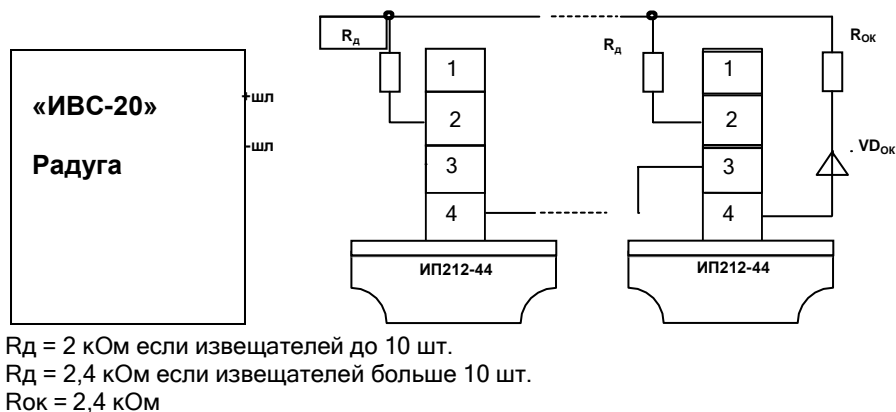 «ИВС-20»
Радуга
+шл
-шл
Rд
1
2
3
4
ИП212-44
Rд
1
2
3
4
ИП212-44
Rок
. VDок
Rд = 2 кОм если извещателей до 10 шт.
Rд = 2,4 кОм если извещателей больше 10 шт.
Rок = 2,4 кОм